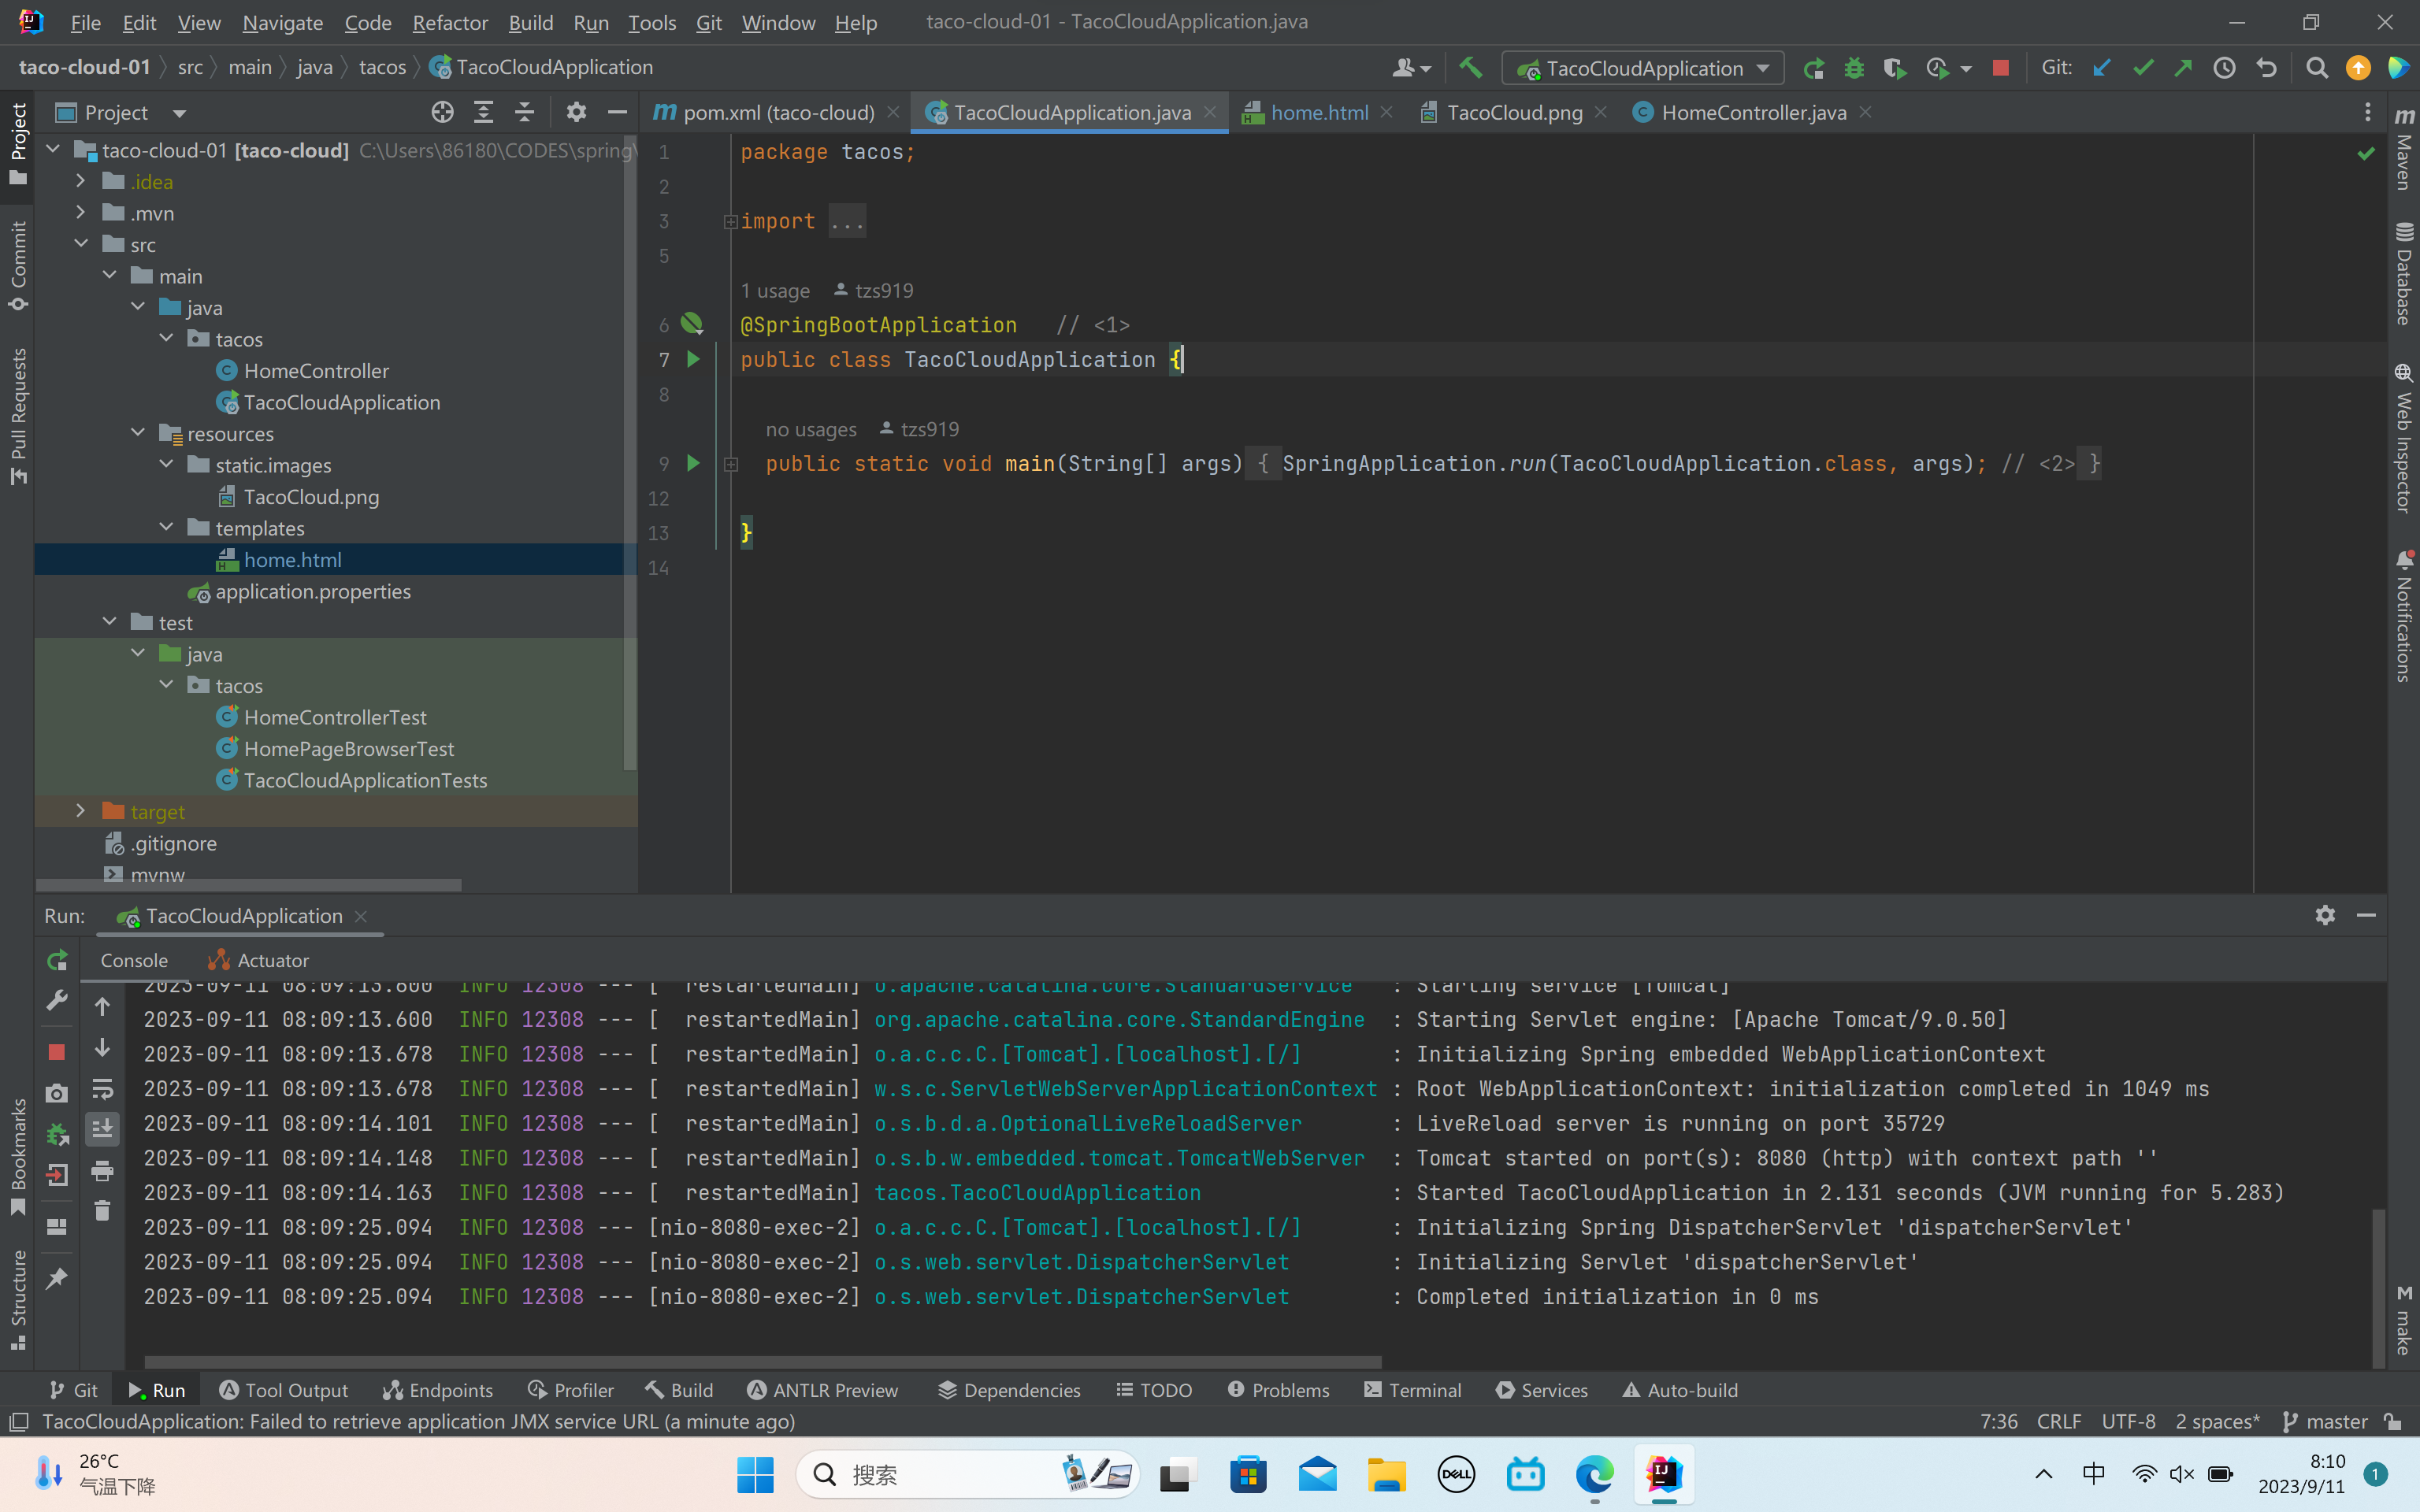 File Edit View Navigate Code Refactor Build Run Tools Git Window Help taco-cloud-01 - TacoCloudApplication.java
taco-cloud-01 src main java tacos TacoCloudApplication
TacoCloudApplication Git:
Project
Commit
Pull Requests
Bookmarks
Structure
Project
pom.xml (taco-cloud) TacoCloudApplication.java home.html TacoCloud.png HomeController.java
taco-cloud-01 [taco-cloud] C:\Users\86180\CODES\spring\
.idea
.mvn
src
main
java
tacos
HomeController
TacoCloudApplication
resources
static.images
TacoCloud.png
templates
home.html
application.properties
test
java
tacos
HomeControllerTest
HomePageBrowserTest
TacoCloudApplicationTests
target
.gitignore
mvnw
1 package tacos;
2
3 import ...
5
1 usage tzs919
6 @SpringBootApplication // <1>
7 public class TacoCloudApplication {
8
no usages tzs919
9 public static void main(String[] args) { SpringApplication.run(TacoCloudApplication.class, args); // <2> }
12
13 }
14
Maven
Database
Web Inspector
Notifications
make
Run: TacoCloudApplication
Console Actuator
2023-09-11 08:09:13.600 INFO 12308 --- [ restartedMain] o.apache.catalina.core.StandardService : Starting service [Tomcat]
2023-09-11 08:09:13.600 INFO 12308 --- [ restartedMain] org.apache.catalina.core.StandardEngine : Starting Servlet engine: [Apache Tomcat/9.0.50]
2023-09-11 08:09:13.678 INFO 12308 --- [ restartedMain] o.a.c.c.C.[Tomcat].[localhost].[/] : Initializing Spring embedded WebApplicationContext
2023-09-11 08:09:13.678 INFO 12308 --- [ restartedMain] w.s.c.ServletWebServerApplicationContext : Root WebApplicationContext: initialization completed in 1049 ms
2023-09-11 08:09:14.101 INFO 12308 --- [ restartedMain] o.s.b.d.a.OptionalLiveReloadServer : LiveReload server is running on port 35729
2023-09-11 08:09:14.148 INFO 12308 --- [ restartedMain] o.s.b.w.embedded.tomcat.TomcatWebServer : Tomcat started on port(s): 8080 (http) with context path ''
2023-09-11 08:09:14.163 INFO 12308 --- [ restartedMain] tacos.TacoCloudApplication : Started TacoCloudApplication in 2.131 seconds (JVM running for 5.283)
2023-09-11 08:09:25.094 INFO 12308 --- [nio-8080-exec-2] o.a.c.c.C.[Tomcat].[localhost].[/] : Initializing Spring DispatcherServlet 'dispatcherServlet'
2023-09-11 08:09:25.094 INFO 12308 --- [nio-8080-exec-2] o.s.web.servlet.DispatcherServlet : Initializing Servlet 'dispatcherServlet'
2023-09-11 08:09:25.094 INFO 12308 --- [nio-8080-exec-2] o.s.web.servlet.DispatcherServlet : Completed initialization in 0 ms
Git Run Tool Output Endpoints Profiler Build ANTLR Preview Dependencies TODO Problems Terminal Services Auto-build
TacoCloudApplication: Failed to retrieve application JMX service URL (a minute ago) 7:36 CRLF UTF-8 2 spaces* master
26°C
气温下降
搜索
DELL
中
8:10
2023/9/11
1